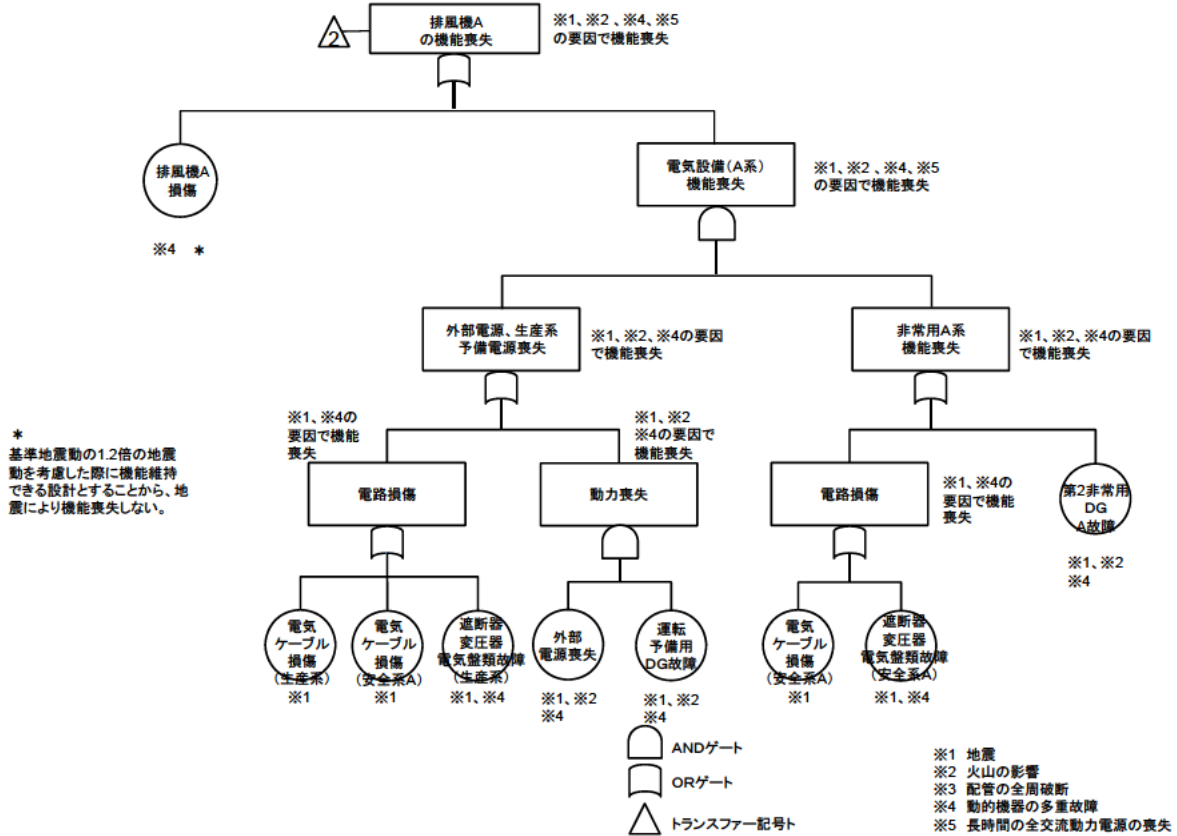 2
排風機A
の機能喪失
※1、※2 、※4、※5
の要因で機能喪失
排風機A
損傷
※4 *
電気設備(A系)
機能喪失
※1、※2 、※4、※5
の要因で機能喪失
外部電源、生産系
予備電源喪失
※1、※2、※4の要因
で機能喪失
非常用A系
機能喪失
※1、※2、※4の要因
で機能喪失
*
基準地震動の1.2倍の地震
動を考慮した際に機能維持
できる設計とすることから、地
震により機能喪失しない。
※1、※4の
要因で機能
喪失
電路損傷
※1、※2
※4の要因で
機能喪失
動力喪失
電路損傷
※1、※4の
要因で機能
喪失
第2非常用
DG
A故障
※1、※2
※4
電気
ケーブル
損傷
(生産系)
※1
電気
ケーブル
損傷
(安全系A)
※1
遮断器
変圧器
電気盤類故障
(生産系)
※1、※4
外部
電源喪失
※1、※2
※4
運転
予備用
DG故障
※1、※2
※4
電気
ケーブル
損傷
(安全系A)
※1
遮断器
変圧器
電気盤類故障
(安全系A)
※1、※4
ANDゲート
ORゲート
トランスファー記号ト
※1 地震
※2 火山の影響
※3 配管の全周破断
※4 動的機器の多重故障
※5 長時間の全交流動力電源の喪失